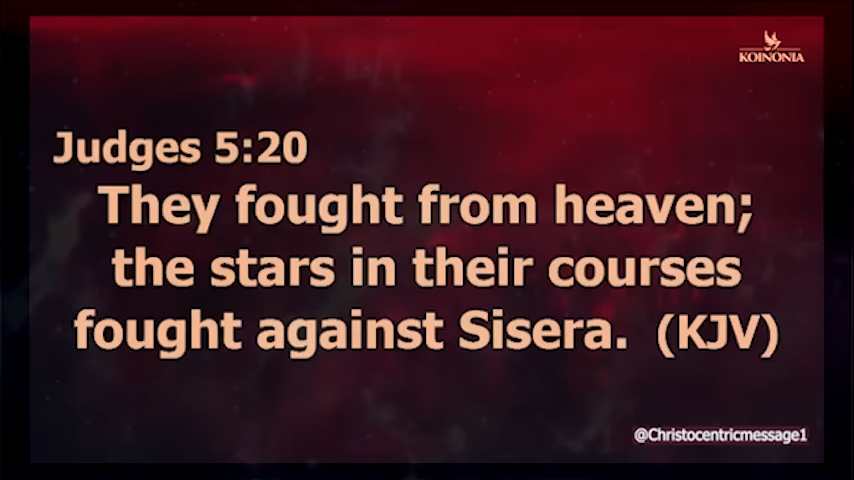 KOINONIA
Judges 5:20
They fought from heaven;
the stars in their courses
fought against Sisera. (KJV)
@Christocentricmessage1